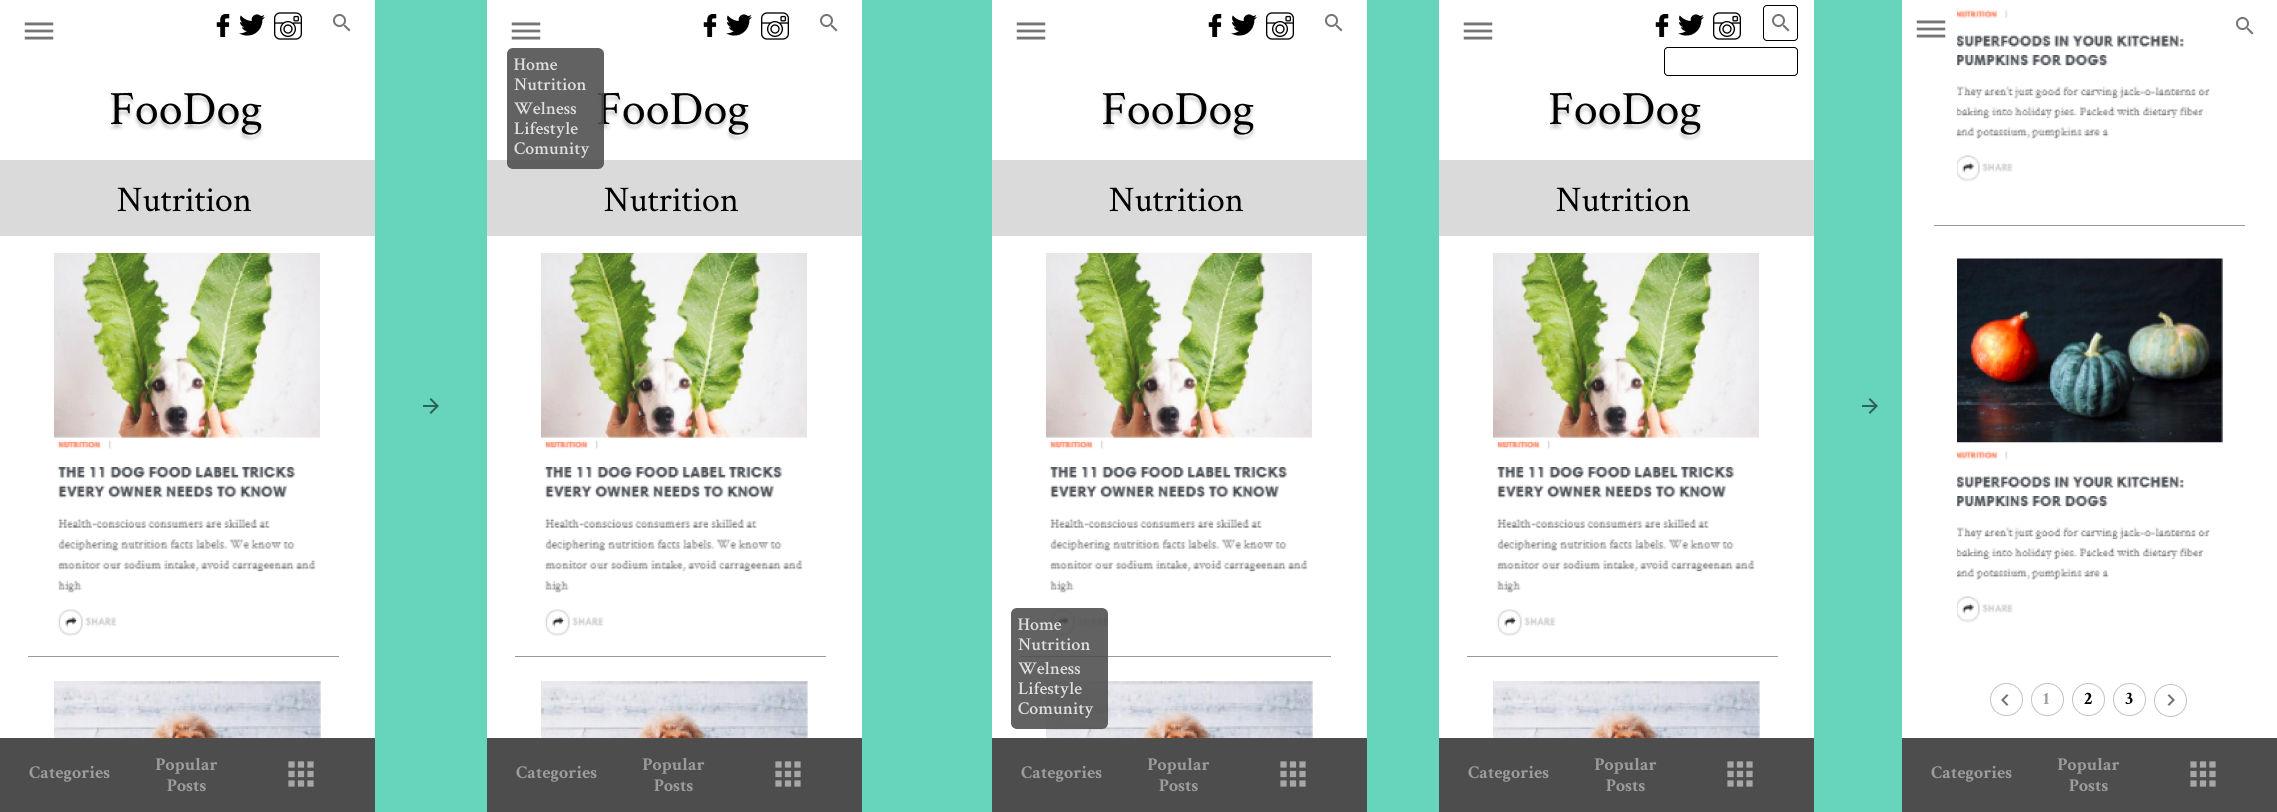 FooDog
Nutrition
NUTRITION |
THE 11 DOG FOOD LABEL TRICKS
EVERY OWNER NEEDS TO KNOW
Health-conscious consumers are skilled at
deciphering nutrition facts labels. We know to
monitor our sodium intake, avoid carrageenan and
high
SHARE
Categories
Popular
Posts
Home
Nutrition
Welness
Lifestyle
Comunity
FooDog
Nutrition
NUTRITION |
THE 11 DOG FOOD LABEL TRICKS
EVERY OWNER NEEDS TO KNOW
Health-conscious consumers are skilled at
deciphering nutrition facts labels. We know to
monitor our sodium intake, avoid carrageenan and
high
SHARE
Categories
Popular
Posts
FooDog
Nutrition
NUTRITION |
THE 11 DOG FOOD LABEL TRICKS
EVERY OWNER NEEDS TO KNOW
Health-conscious consumers are skilled at
deciphering nutrition facts labels. We know to
monitor our sodium intake, avoid carrageenan and
high
Home
Nutrition
Welness
Lifestyle
Comunity
Categories
Popular
Posts
FooDog
Nutrition
NUTRITION |
THE 11 DOG FOOD LABEL TRICKS
EVERY OWNER NEEDS TO KNOW
Health-conscious consumers are skilled at
deciphering nutrition facts labels. We know to
monitor our sodium intake, avoid carrageenan and
high
SHARE
Categories
Popular
Posts
NUTRITION |
SUPERFOODS IN YOUR KITCHEN:
PUMPKINS FOR DOGS
They aren't just good for carving jack-o-lanterns or
baking into holiday pies. Packed with dietary fiber
and potassium, pumpkins are a
SHARE
NUTRITION |
SUPERFOODS IN YOUR KITCHEN:
PUMPKINS FOR DOGS
They aren't just good for carving jack-o-lanterns or
baking into holiday pies. Packed with dietary fiber
and potassium, pumpkins are a
SHARE
1 2 3
Categories
Popular
Posts